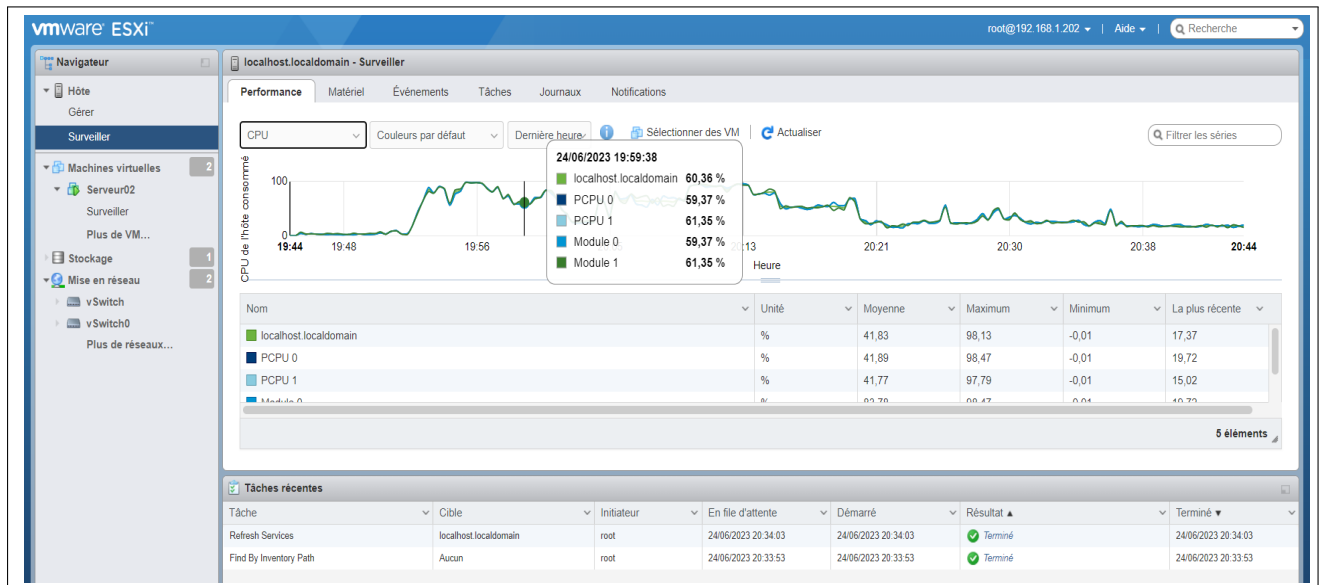 vmware ESXi™
root@192.168.1.202 | Aide | Recherche
Navigateur
Hôte
Gérer
Surveiller
Machines virtuelles 2
Serveur02
Surveiller
Plus de VM...
Stockage 1
Mise en réseau 2
vSwitch
vSwitch0
Plus de réseaux...
localhost.localdomain - Surveiller
Performance Matériel Événements Tâches Journaux Notifications
CPU Couleurs par défaut Dernière heure Sélectionner des VM Actualiser Filtrer les séries
CPU de l'hôte consommé
100
0
24/06/2023 19:59:38
localhost.localdomain 60,36 %
PCPU 0 59,37 %
PCPU 1 61,35 %
Module 0 59,37 %
Module 1 61,35 %
19:44 19:48 19:56 20:21 20:30 20:38 20:44
Heure
Nom Unité Moyenne Maximum Minimum La plus récente
localhost.localdomain % 41,83 98,13 -0,01 17,37
PCPU 0 % 41,89 98,47 -0,01 19,72
PCPU 1 % 41,77 97,79 -0,01 15,02
Module 0 % 98,47 -0,01 19,72
5 éléments
Tâches récentes
Tâche Cible Initiateur En file d'attente Démarré Résultat ▲ Terminé ▼
Refresh Services localhost.localdomain root 24/06/2023 20:34:03 24/06/2023 20:34:03 Terminé 24/06/2023 20:34:03
Find By Inventory Path Aucun root 24/06/2023 20:33:53 24/06/2023 20:33:53 Terminé 24/06/2023 20:33:53